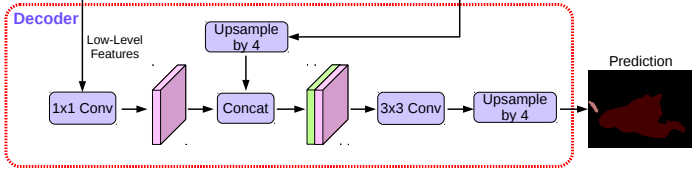 Decoder
Low-Level
Features
Upsample
by 4
1x1 Conv
Concat
3x3 Conv
Upsample
by 4
Prediction